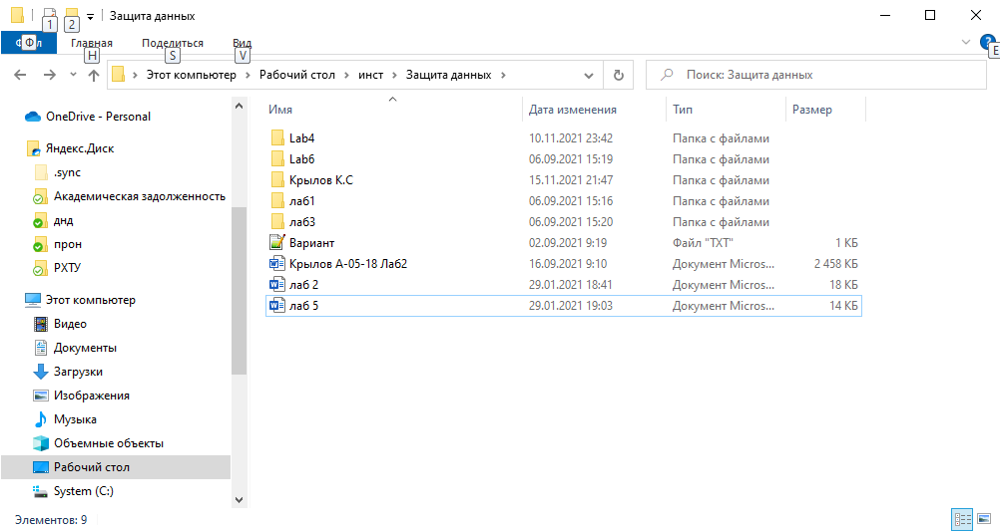 Защита данных
1 2
Ф Главная Поделиться Вид
H S V E
Этот компьютер Рабочий стол инст Защита данных Поиск: Защита данных
Имя Дата изменения Тип Размер
OneDrive - Personal
Яндекс.Диск
.sync
Академическая задолженность
днд
прон
РХТУ
Этот компьютер
Видео
Документы
Загрузки
Изображения
Музыка
Объемные объекты
Рабочий стол
System (C:)
Lab4 10.11.2021 23:42 Папка с файлами
Lab6 06.09.2021 15:19 Папка с файлами
Крылов К.С 15.11.2021 21:47 Папка с файлами
лаб1 06.09.2021 15:16 Папка с файлами
лаб3 06.09.2021 15:20 Папка с файлами
Вариант 02.09.2021 9:19 Файл "TXT" 1 КБ
Крылов А-05-18 Лаб2 16.09.2021 9:10 Документ Micros... 2 458 КБ
лаб 2 29.01.2021 18:41 Документ Micros... 18 КБ
лаб 5 29.01.2021 19:03 Документ Micros... 14 КБ
Элементов: 9